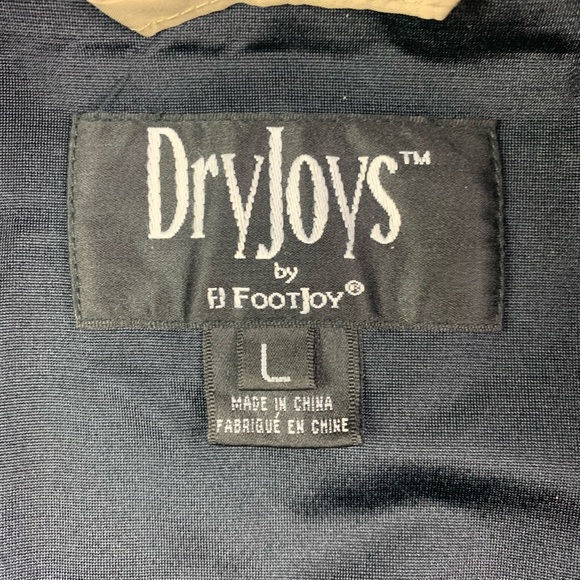 DryJoys™
by
FJ FootJoy®
L
MADE IN CHINA
FABRIQUÉ EN CHINE